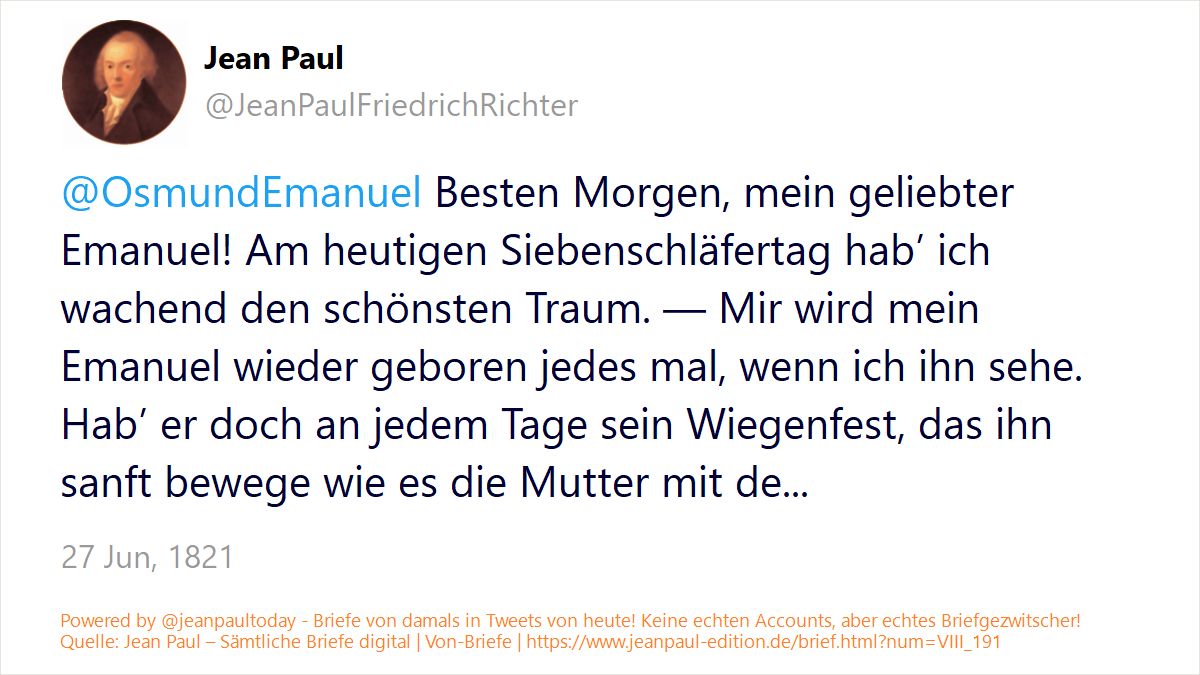 Jean Paul
@JeanPaulFriedrichRichter
@OsmundEmanuel Besten Morgen, mein geliebter
Emanuel! Am heutigen Siebenschläfertag hab’ ich
wachend den schönsten Traum. — Mir wird mein
Emanuel wieder geboren jedes mal, wenn ich ihn sehe.
Hab’ er doch an jedem Tage sein Wiegenfest, das ihn
sanft bewege wie es die Mutter mit de...
27 Jun, 1821
Powered by @jeanpaultoday - Briefe von damals in Tweets von heute! Keine echten Accounts, aber echtes Briefgezwitscher!
Quelle: Jean Paul – Sämtliche Briefe digital | Von-Briefe | https://www.jeanpaul-edition.de/brief.html?num=VIII_191